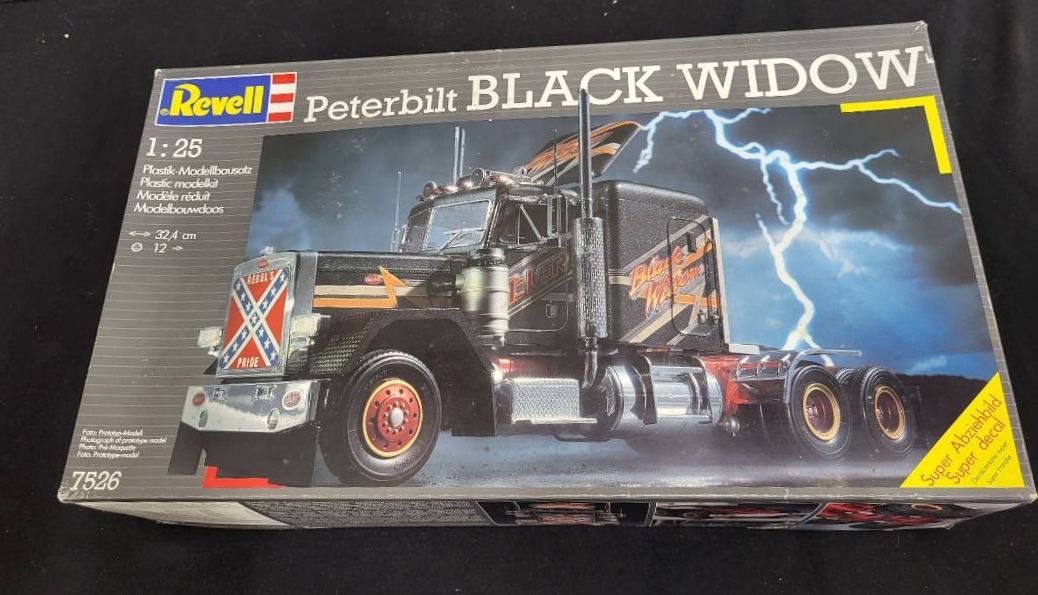 Revell
Peterbilt BLACK WIDOW
1:25
Plastik-Modellbausatz
Plastic modelkit
Modèle réduit
Modelbouwdoos
32,4 cm
12
REBEL'S
PRIDE
Black
Widow
Foto: Prototyp-Modell
Photograph of prototype model
Photo: Pré-Maquette
Foto: Prototype-model
7526
Super Abziehbild
Super decal